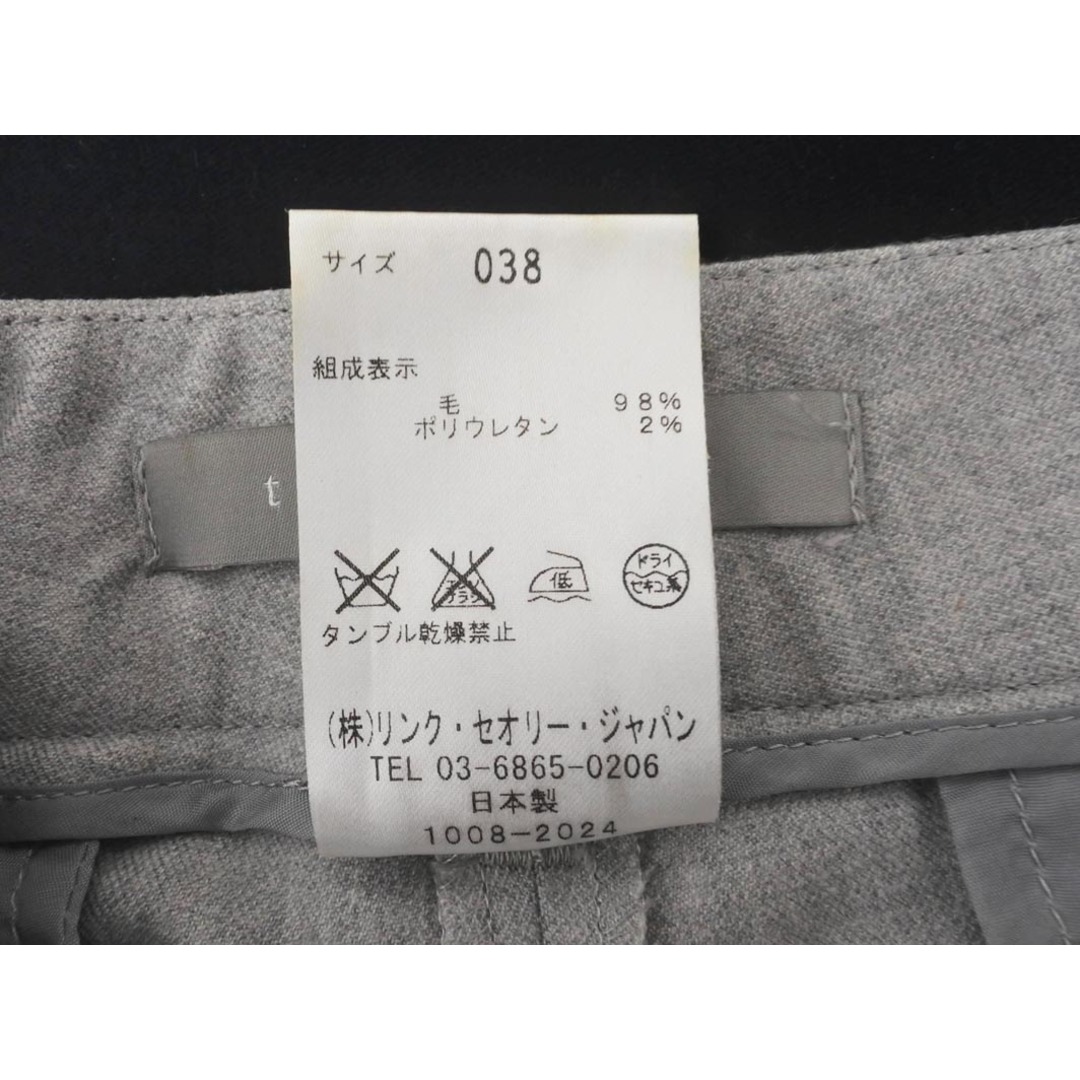 サイズ 038
組成表示
毛 98%
ポリウレタン 2%
低
ドライ
セキユ系
タンブル乾燥禁止
(株)リンク・セオリー・ジャパン
TEL 03-6865-0206
日本製
1008-2024
t